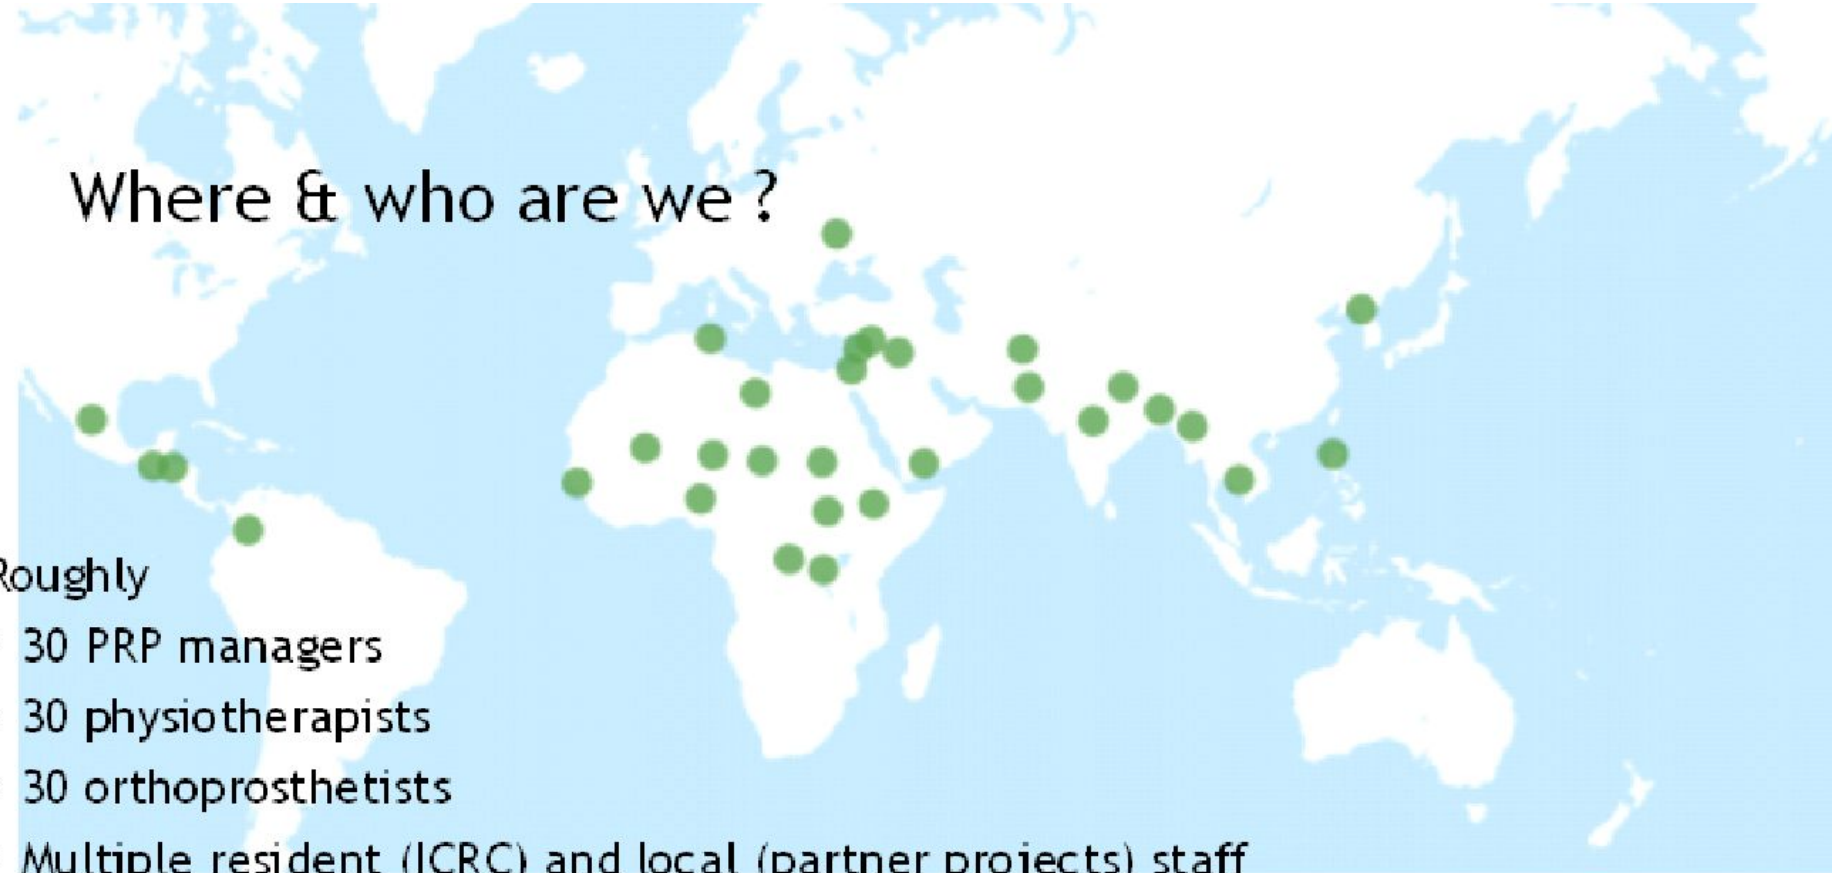 Where & who are we ?
Roughly
30 PRP managers
30 physiotherapists
30 orthoprosthetists
Multiple resident (ICRC) and local (partner projects) staff